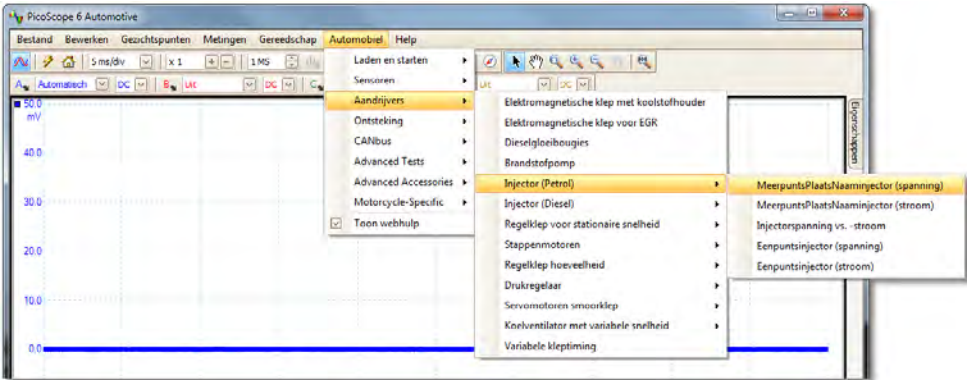 PicoScope 6 Automotive
Bestand Bewerken Gezichtspunten Metingen Gereedschap Automobiel Help
5 ms/div x 1 1 MS
A Automatisch DC B Uit DC C Uit DC
50.0
mV
40.0
30.0
20.0
10.0
0.0
Eigenschappen
Laden en starten
Sensoren
Aandrijvers
Ontsteking
CANbus
Advanced Tests
Advanced Accessories
Motorcycle-Specific
Toon webhulp
Elektromagnetische klep met koolstofhouder
Elektromagnetische klep voor EGR
Dieselgloeibougies
Brandstofpomp
Injector (Petrol)
Injector (Diesel)
Regelklep voor stationaire snelheid
Stappenmotoren
Regelklep hoeveelheid
Drukregelaar
Servomotoren smoorklep
Koelventilator met variabele snelheid
Variabele kleptiming
MeerpuntsPlaatsNaaminjector (spanning)
MeerpuntsPlaatsNaaminjector (stroom)
Injectorspanning vs. -stroom
Eenpuntsinjector (spanning)
Eenpuntsinjector (stroom)